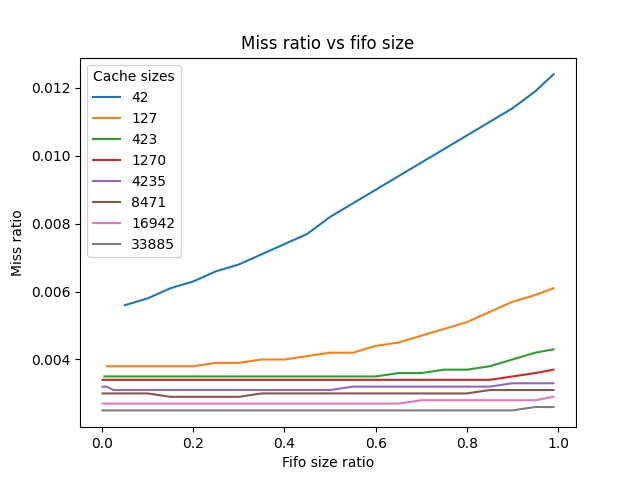 Miss ratio vs fifo size
Cache sizes
42
127
423
1270
4235
8471
16942
33885
0.012
0.010
0.008
0.006
0.004
Miss ratio
0.0 0.2 0.4 0.6 0.8 1.0
Fifo size ratio